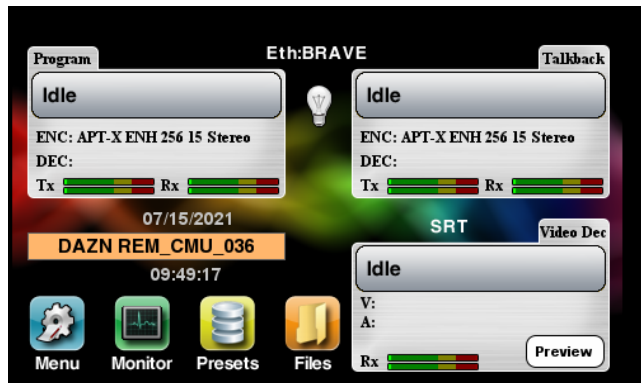 Eth:BRAVE
Program
Idle
ENC: APT-X ENH 256 15 Stereo
DEC:
Tx Rx
Talkback
Idle
ENC: APT-X ENH 256 15 Stereo
DEC:
Tx Rx
07/15/2021
DAZN REM_CMU_036
09:49:17
SRT
Video Dec
Idle
V:
A:
Rx
Preview
Menu Monitor Presets Files